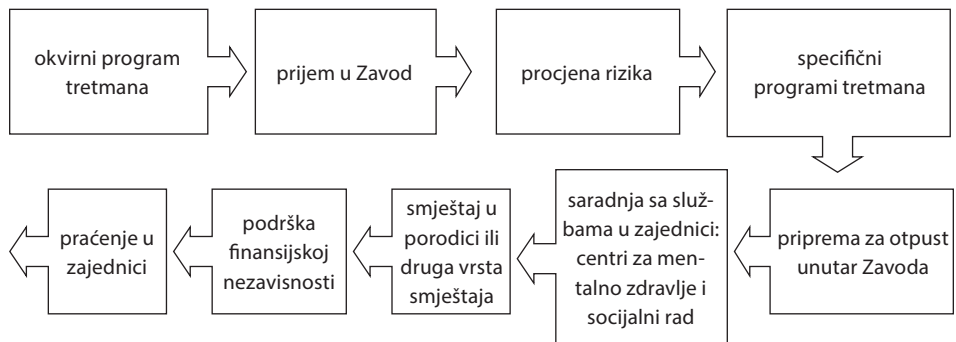 okvirni program
tretmana
prijem u Zavod
procjena rizika
specifični
programi tretmana
priprema za otpust
unutar Zavoda
saradnja sa služ-
bama u zajednici:
centri za men-
talno zdravlje i
socijalni rad
smještaj u
porodici ili
druga vrsta
smještaja
podrška
finansijskoj
nezavisnosti
praćenje u
zajednici